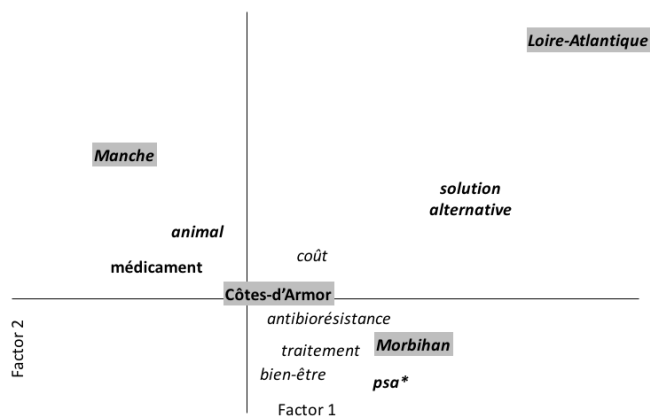 Loire-Atlantique
Manche
solution
alternative
animal
coût
médicament
Côtes-d'Armor
antibiorésistance
Morbihan
traitement
bien-être
psa*
Factor 2
Factor 1